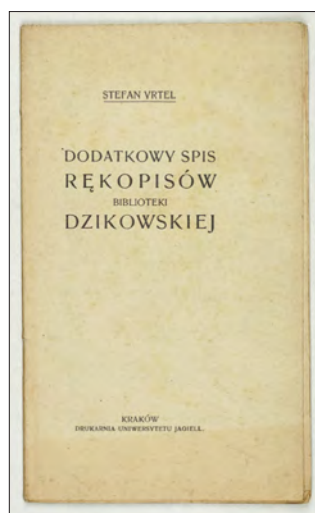 STEFAN VRTEL
DODATKOWY SPIS
RĘKOPISÓW
BIBLIOTEKI
DZIKOWSKIEJ
KRAKÓW
DRUKARNIA UNIWERSYTETU JAGIELL.